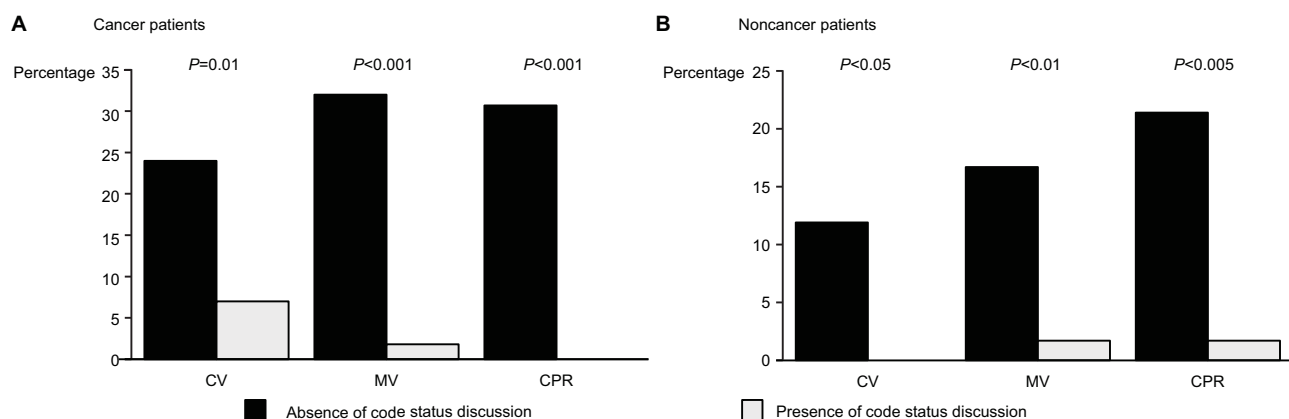 A Cancer patients
Percentage
P=0.01 P<0.001 P<0.001
35
30
25
20
15
10
5
0
CV MV CPR
B Noncancer patients
Percentage
P<0.05 P<0.01 P<0.005
25
20
15
10
5
0
CV MV CPR
Absence of code status discussion
Presence of code status discussion